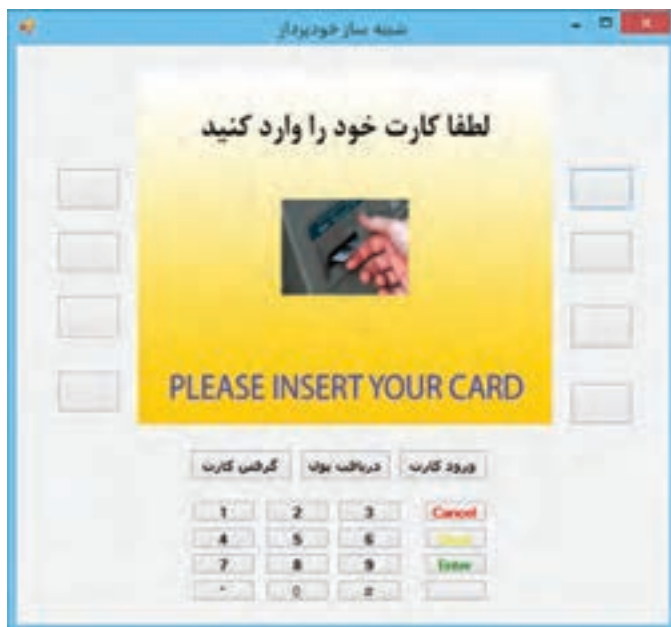 شبیه ساز خودپرداز
لطفا کارت خود را وارد کنید
PLEASE INSERT YOUR CARD
ورود کارت دریافت پول گرفتن کارت
1 2 3 Cancel
4 5 6
7 8 9 Enter
* 0 #